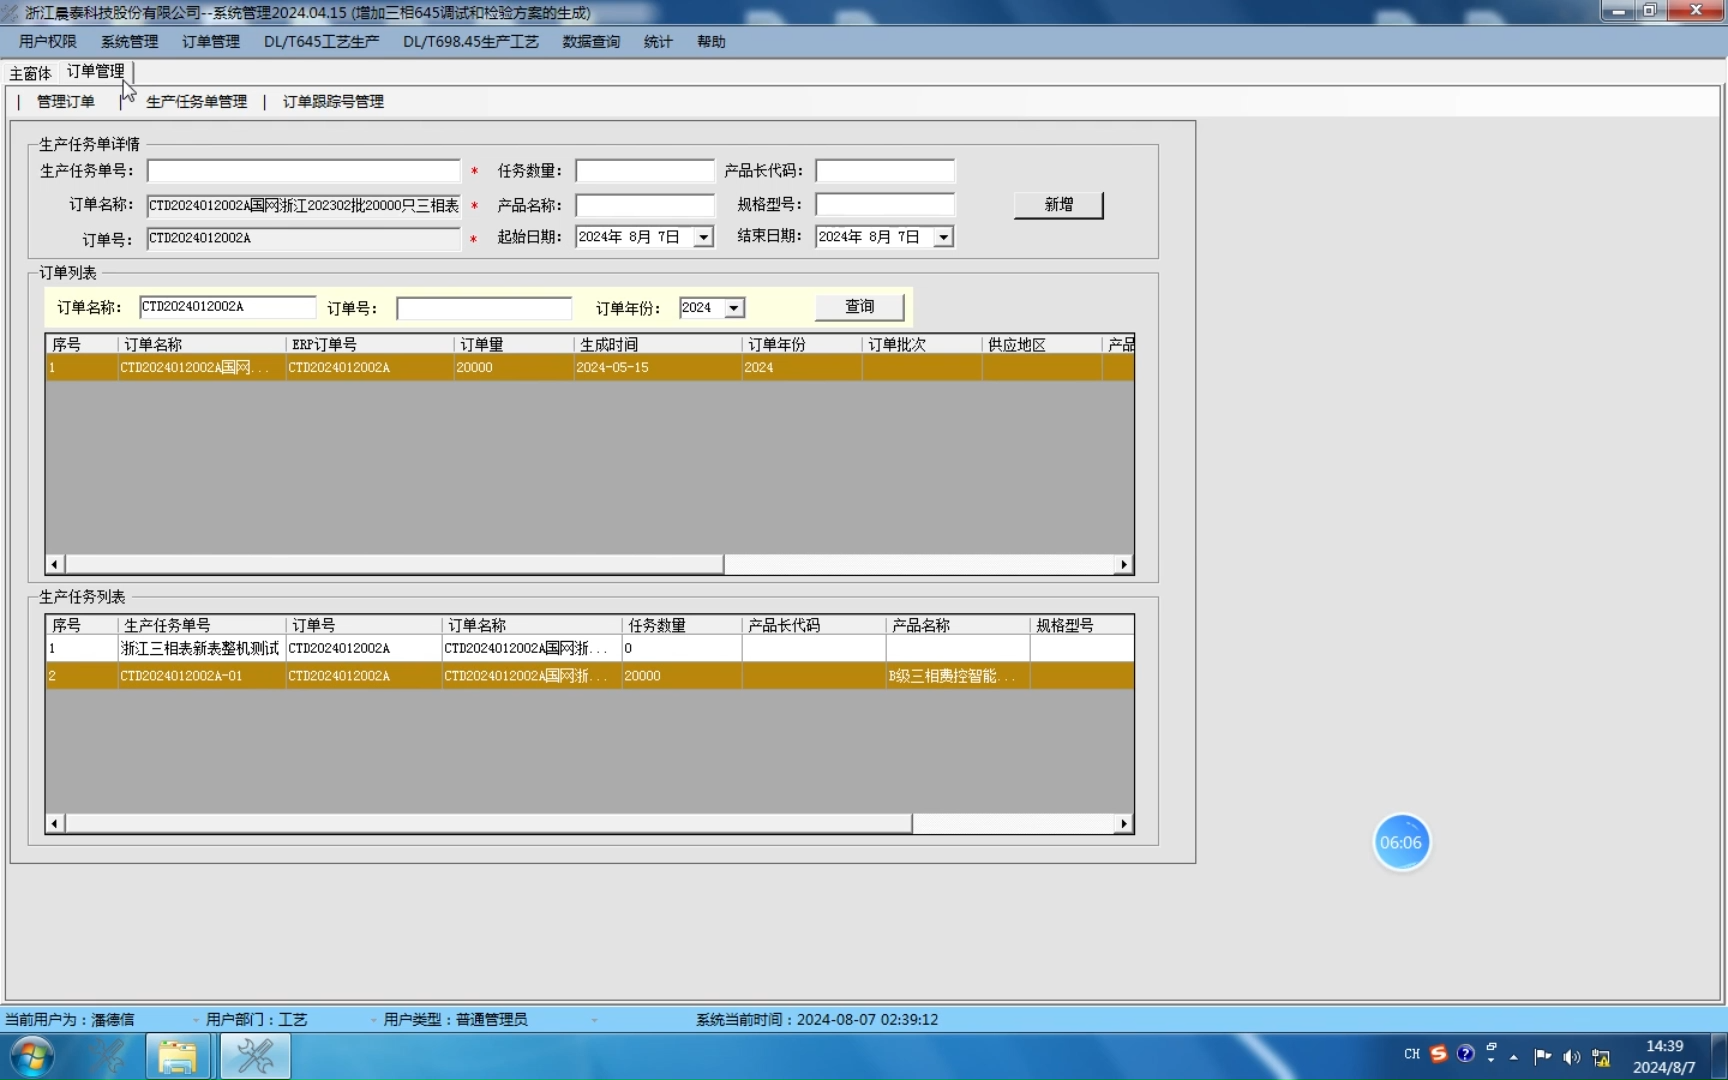 浙江晨泰科技股份有限公司--系统管理2024.04.15 (增加三相645调试和检验方案的生成)
用户权限 系统管理 订单管理 DL/T645工艺生产 DL/T698.45生产工艺 数据查询 统计 帮助
主窗体 订单管理
| 管理订单 | 生产任务单管理 | 订单跟踪号管理
生产任务单详情
生产任务单号: * 任务数量: 产品长代码:
订单名称: CTD2024012002A国网浙江202302批20000只三相表 * 产品名称: 规格型号: 新增
订单号: CTD2024012002A * 起始日期: 2024年 8月 7日 结束日期: 2024年 8月 7日
订单列表
订单名称: CTD2024012002A 订单号: 订单年份: 2024 查询
序号 订单名称 ERP订单号 订单量 生成时间 订单年份 订单批次 供应地区 产品
1 CTD2024012002A国网... CTD2024012002A 20000 2024-05-15 2024
生产任务列表
序号 生产任务单号 订单号 订单名称 任务数量 产品长代码 产品名称 规格型号
1 浙江三相表新表整机测试 CTD2024012002A CTD2024012002A国网浙... 0
2 CTD2024012002A-01 CTD2024012002A CTD2024012002A国网浙... 20000 B级三相费控智能...
06:06
当前用户为：潘德信 用户部门：工艺 用户类型：普通管理员 系统当前时间：2024-08-07 02:39:12
CH 14:39
2024/8/7